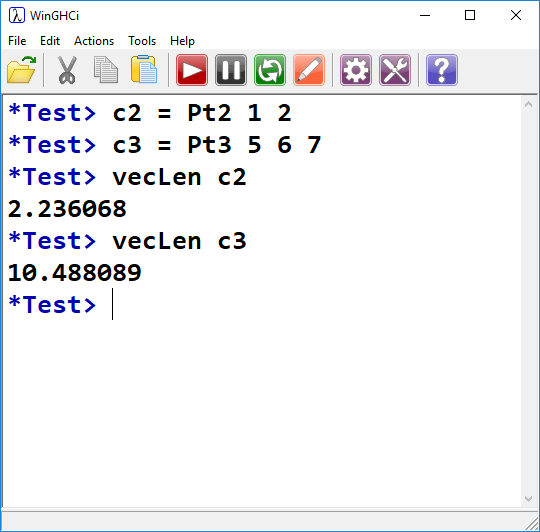 WinGHCi
File Edit Actions Tools Help
*Test> c2 = Pt2 1 2
*Test> c3 = Pt3 5 6 7
*Test> vecLen c2
2.236068
*Test> vecLen c3
10.488089
*Test>